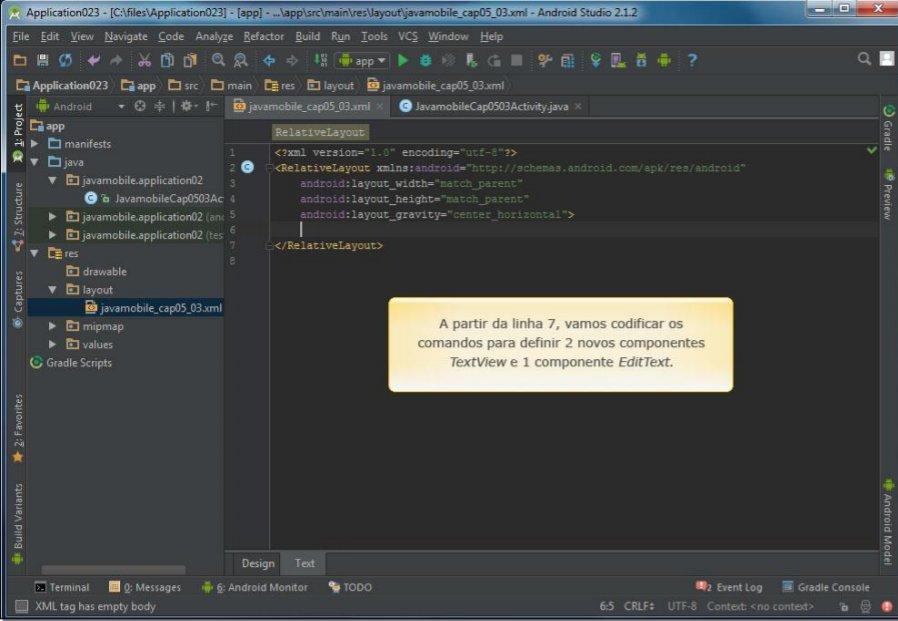 Application023 - [C:\files\Application023] - [app] - ...\app\src\main\res\layout\javamobile_cap05_03.xml - Android Studio 2.1.2
File Edit View Navigate Code Analyze Refactor Build Run Tools VCS Window Help
app
Application023 app src main res layout javamobile_cap05_03.xml
Android
javamobile_cap05_03.xml
JavamobileCap0503Activity.java
1: Project
Z: Structure
Captures
2: Favorites
Build Variants
app
manifests
java
javamobile.application02
JavamobileCap0503Ac
javamobile.application02 (and
javamobile.application02 (tes
res
drawable
layout
javamobile_cap05_03.xml
mipmap
values
Gradle Scripts
RelativeLayout
1 <?xml version="1.0" encoding="utf-8"?>
2 <RelativeLayout xmlns:android="http://schemas.android.com/apk/res/android"
3 android:layout_width="match_parent"
4 android:layout_height="match_parent"
5 android:layout_gravity="center_horizontal">
6
7 </RelativeLayout>
8
A partir da linha 7, vamos codificar os
comandos para definir 2 novos componentes
TextView e 1 componente EditText.
Gradle
Preview
Android Model
Design Text
Terminal 0: Messages 6: Android Monitor TODO
2 Event Log Gradle Console
XML tag has empty body
6:5 CRLF UTF-8 Context: <no context>